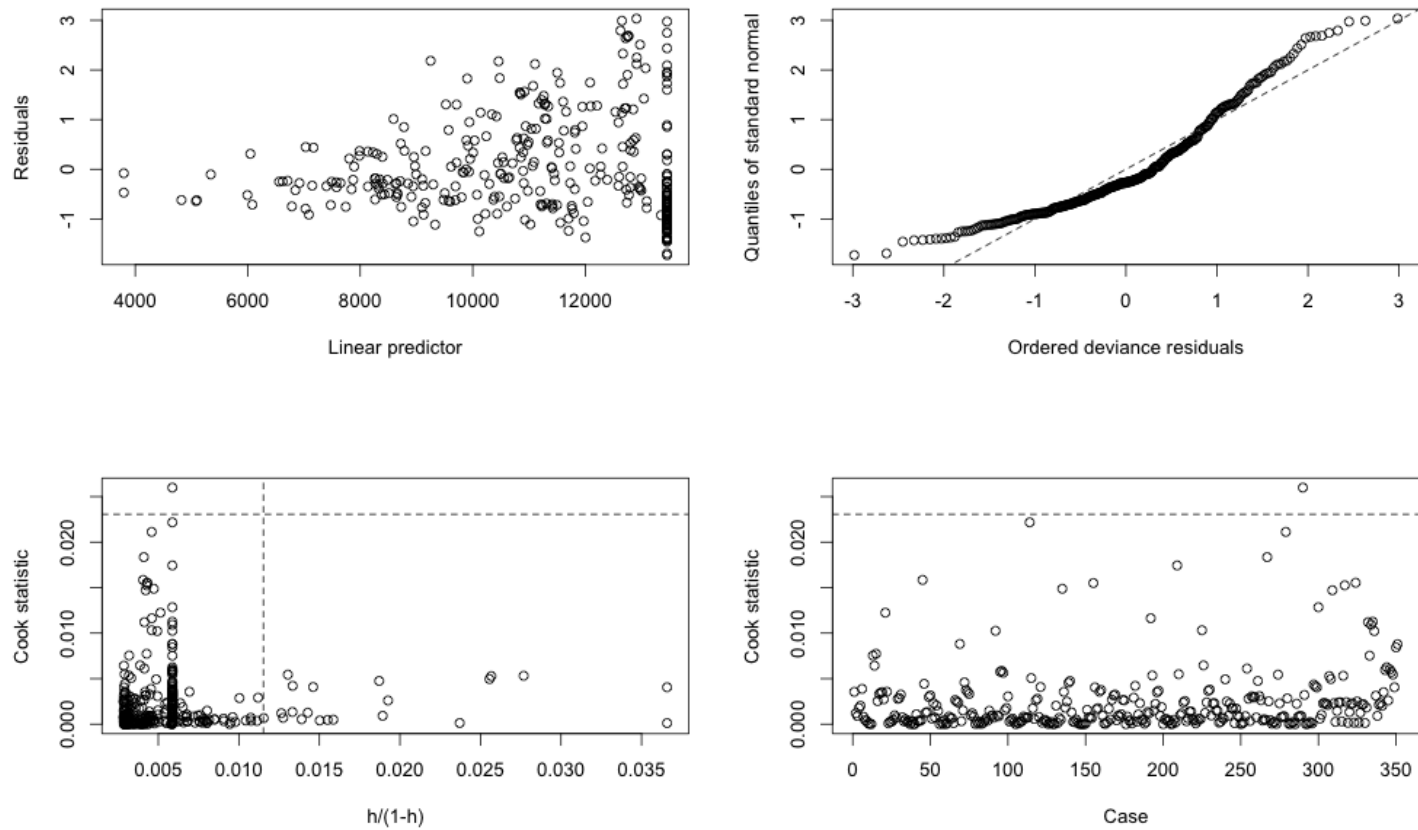 Residuals
3
2
1
0
-1
4000 6000 8000 10000 12000
Linear predictor
Quantiles of standard normal
3
2
1
0
-1
-3 -2 -1 0 1 2 3
Ordered deviance residuals
Cook statistic
0.020
0.010
0.000
0.005 0.010 0.015 0.020 0.025 0.030 0.035
h/(1-h)
Cook statistic
0.020
0.010
0.000
0 50 100 150 200 250 300 350
Case